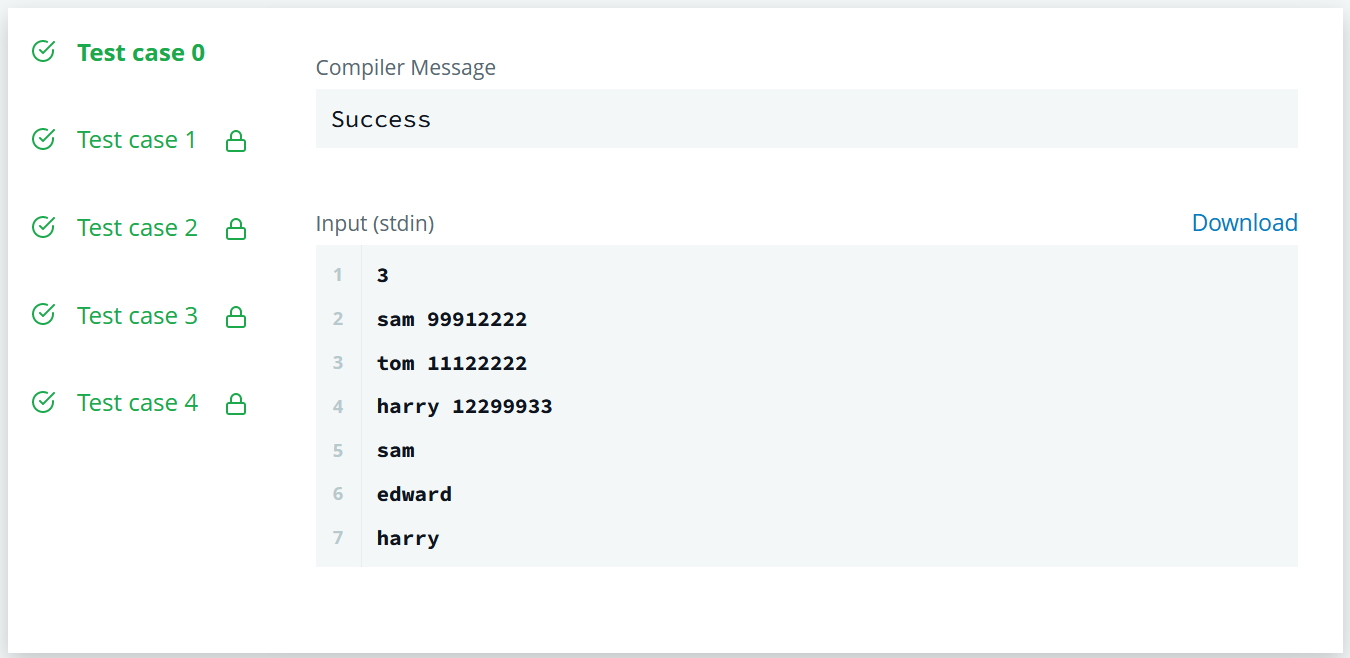 Test case 0
Test case 1
Test case 2
Test case 3
Test case 4
Compiler Message
Success
Input (stdin)
Download
1 3
2 sam 99912222
3 tom 11122222
4 harry 12299933
5 sam
6 edward
7 harry